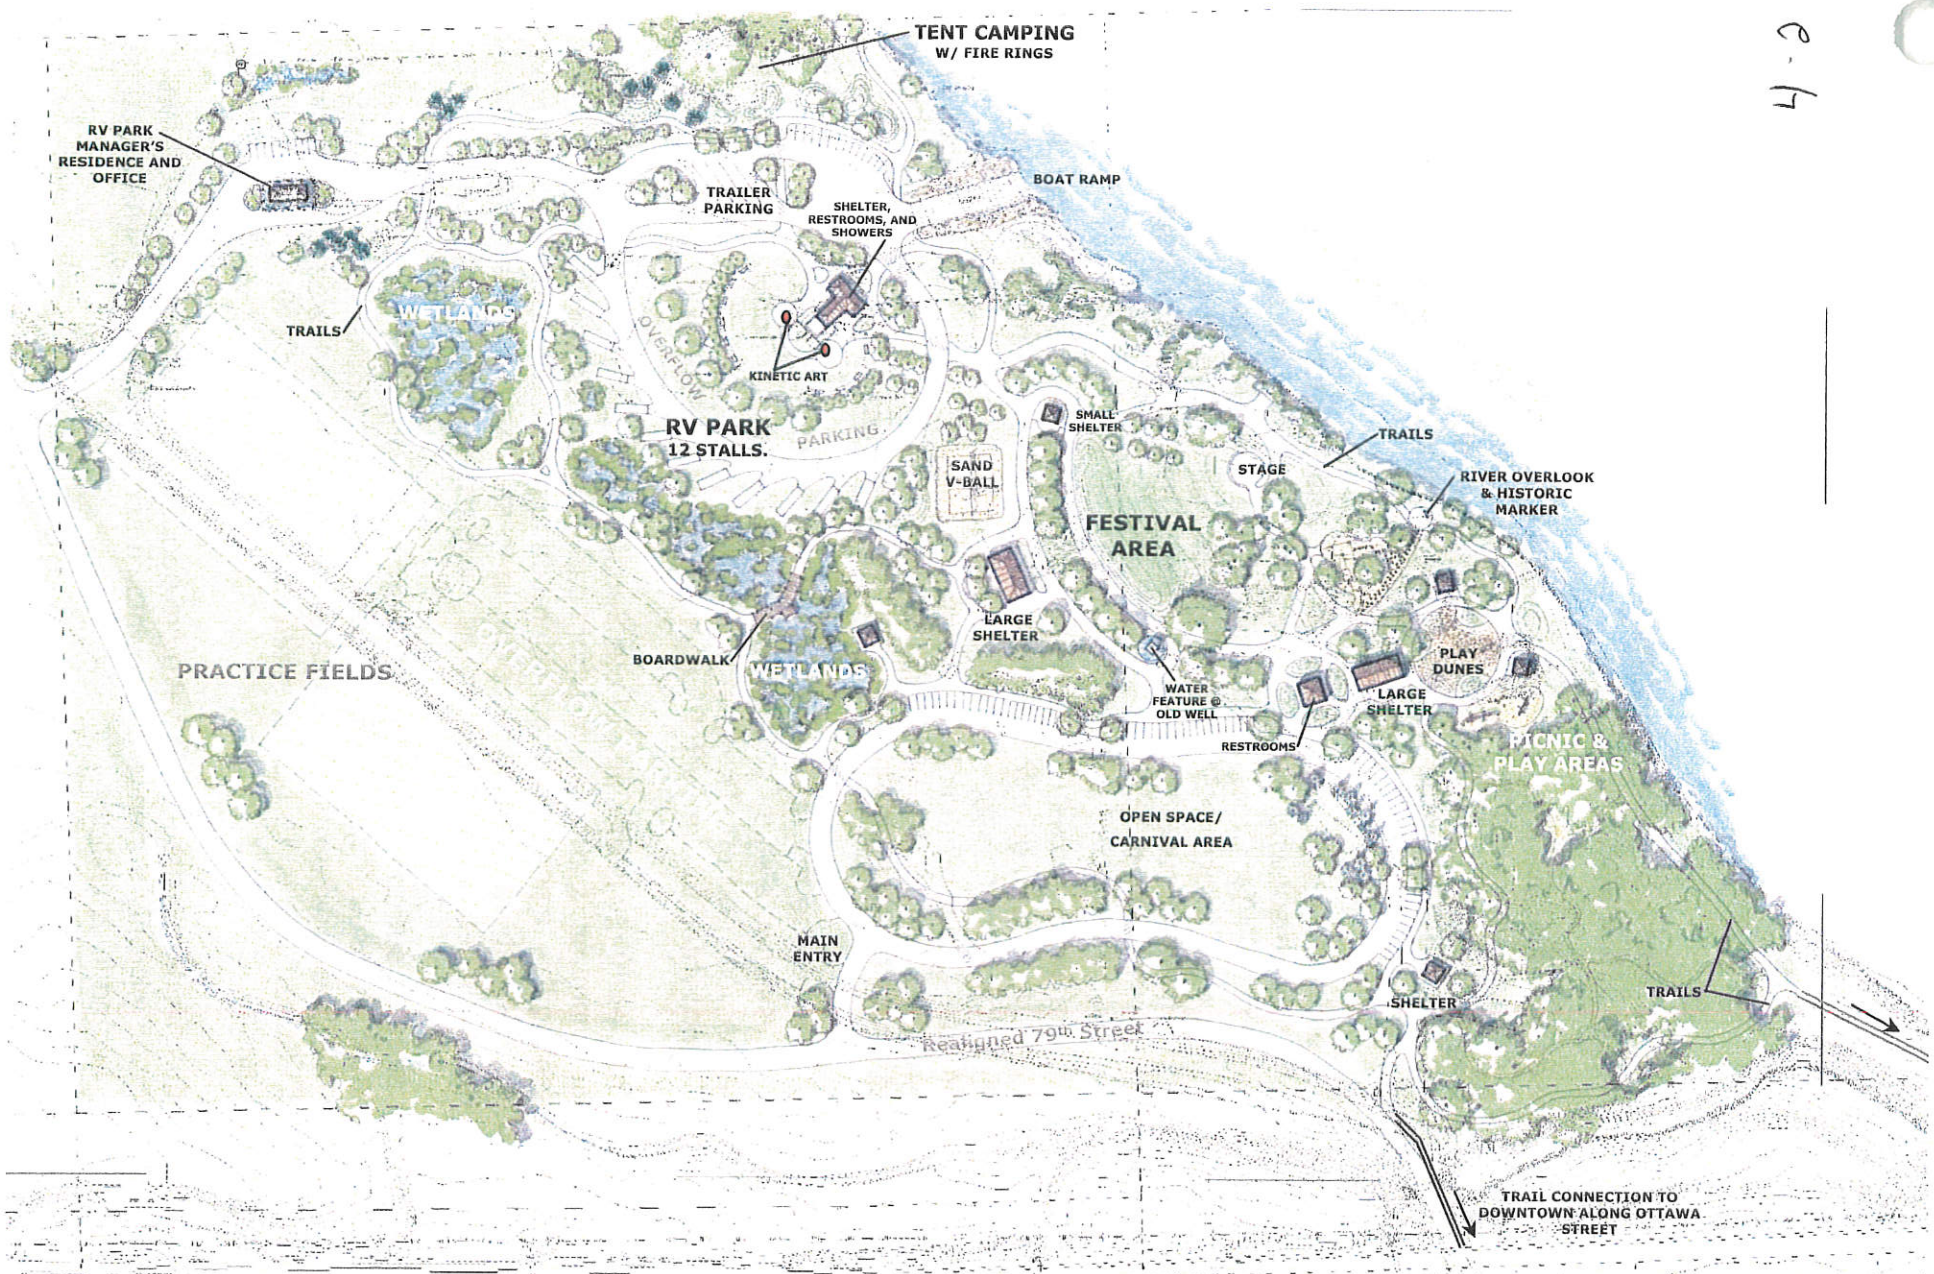 TENT CAMPING
W/ FIRE RINGS
4-2
RV PARK
MANAGER'S
RESIDENCE AND
OFFICE
BOAT RAMP
TRAILER
PARKING
SHELTER,
RESTROOMS, AND
SHOWERS
WETLANDS
TRAILS
OVERFLOW
KINETIC ART
RV PARK
12 STALLS.
PARKING
SMALL
SHELTER
TRAILS
SAND
V-BALL
STAGE
RIVER OVERLOOK
& HISTORIC
MARKER
FESTIVAL
AREA
LARGE
SHELTER
BOARDWALK
WETLANDS
PRACTICE FIELDS
OVERFLOW
PLAY
DUNES
WATER
FEATURE @
OLD WELL
LARGE
SHELTER
RESTROOMS
PICNIC &
PLAY AREAS
OPEN SPACE/
CARNIVAL AREA
MAIN
ENTRY
SHELTER
TRAILS
Realigned 79th Street
TRAIL CONNECTION TO
DOWNTOWN ALONG OTTAWA
STREET